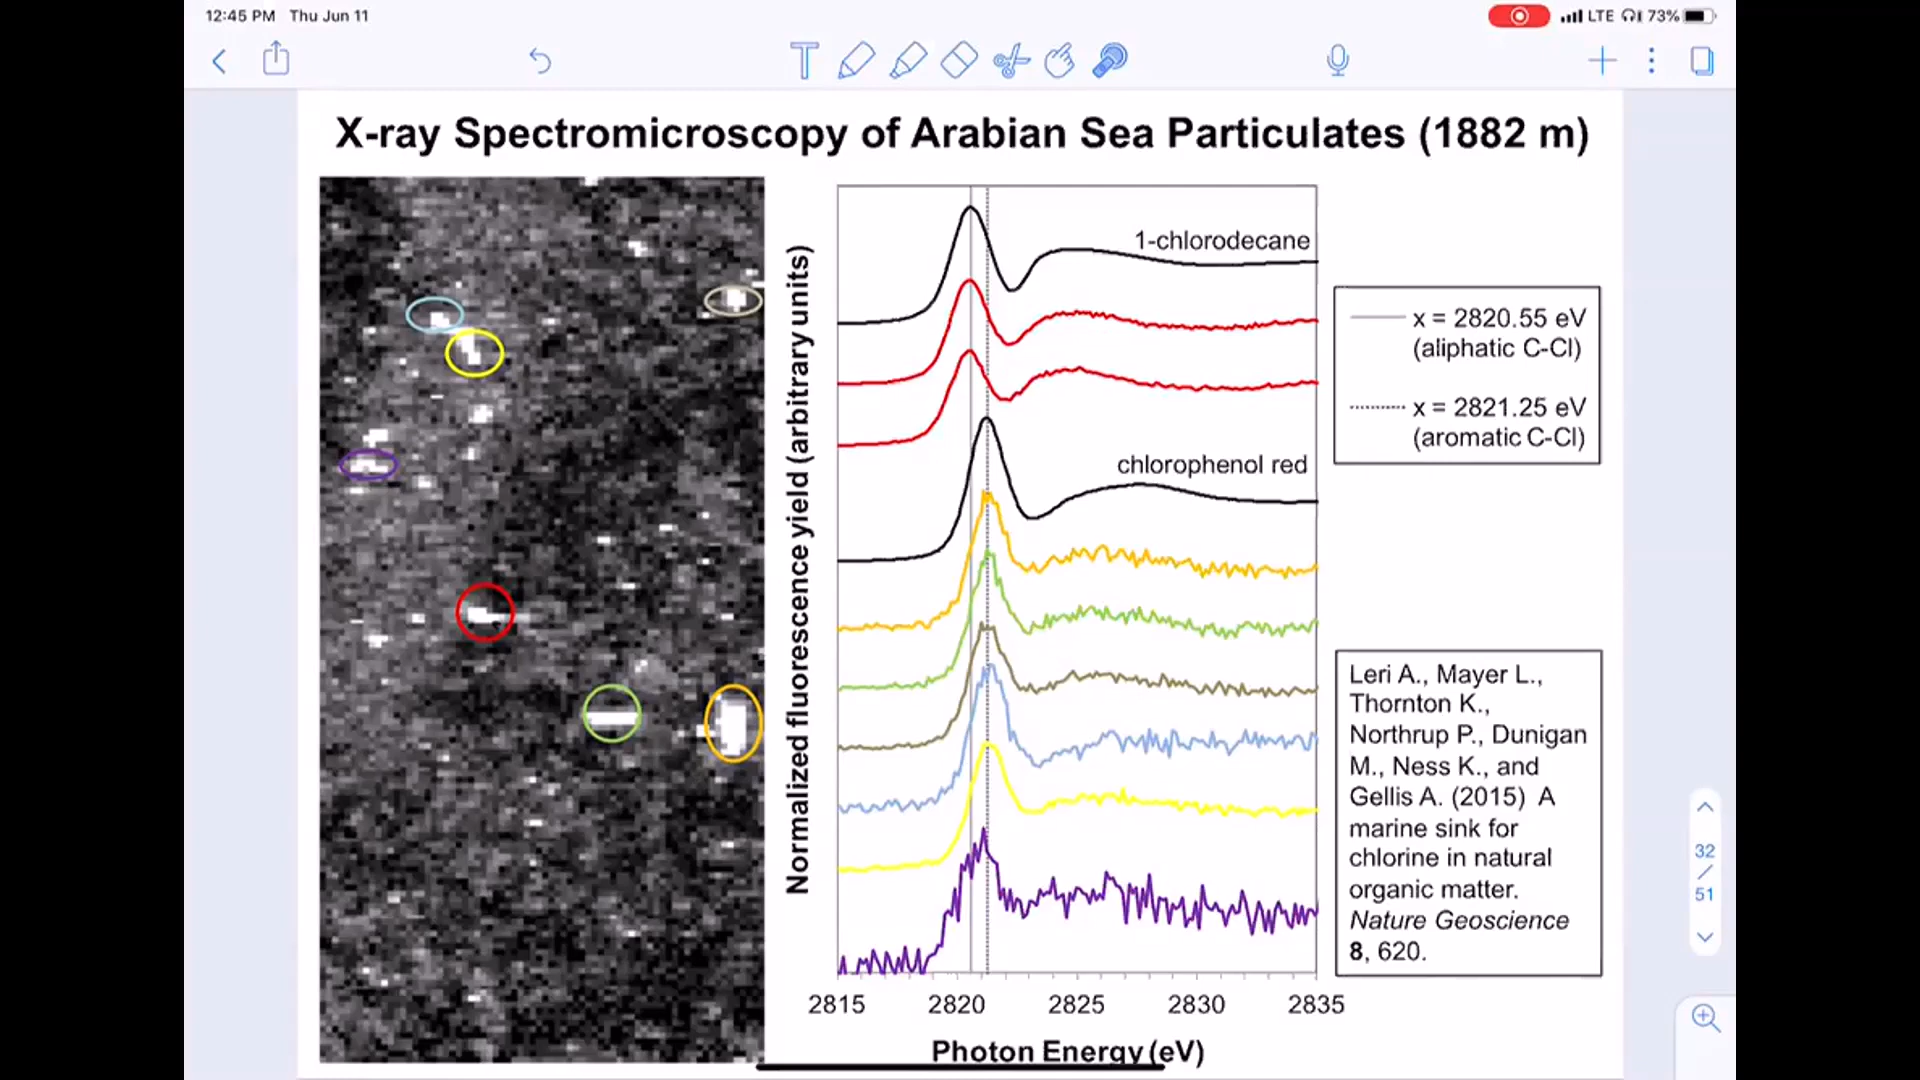 12:45 PM Thu Jun 11
LTE 73%
X-ray Spectromicroscopy of Arabian Sea Particulates (1882 m)
Normalized fluorescence yield (arbitrary units)
1-chlorodecane
chlorophenol red
2815 2820 2825 2830 2835
Photon Energy (eV)
x = 2820.55 eV
(aliphatic C-Cl)
x = 2821.25 eV
(aromatic C-Cl)
Leri A., Mayer L.,
Thornton K.,
Northrup P., Dunigan
M., Ness K., and
Gellis A. (2015) A
marine sink for
chlorine in natural
organic matter.
Nature Geoscience
8, 620.
32
/
51